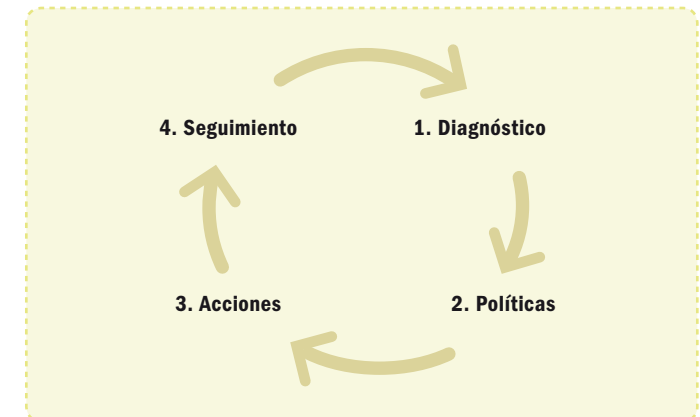 4. Seguimiento
1. Diagnóstico
3. Acciones
2. Políticas